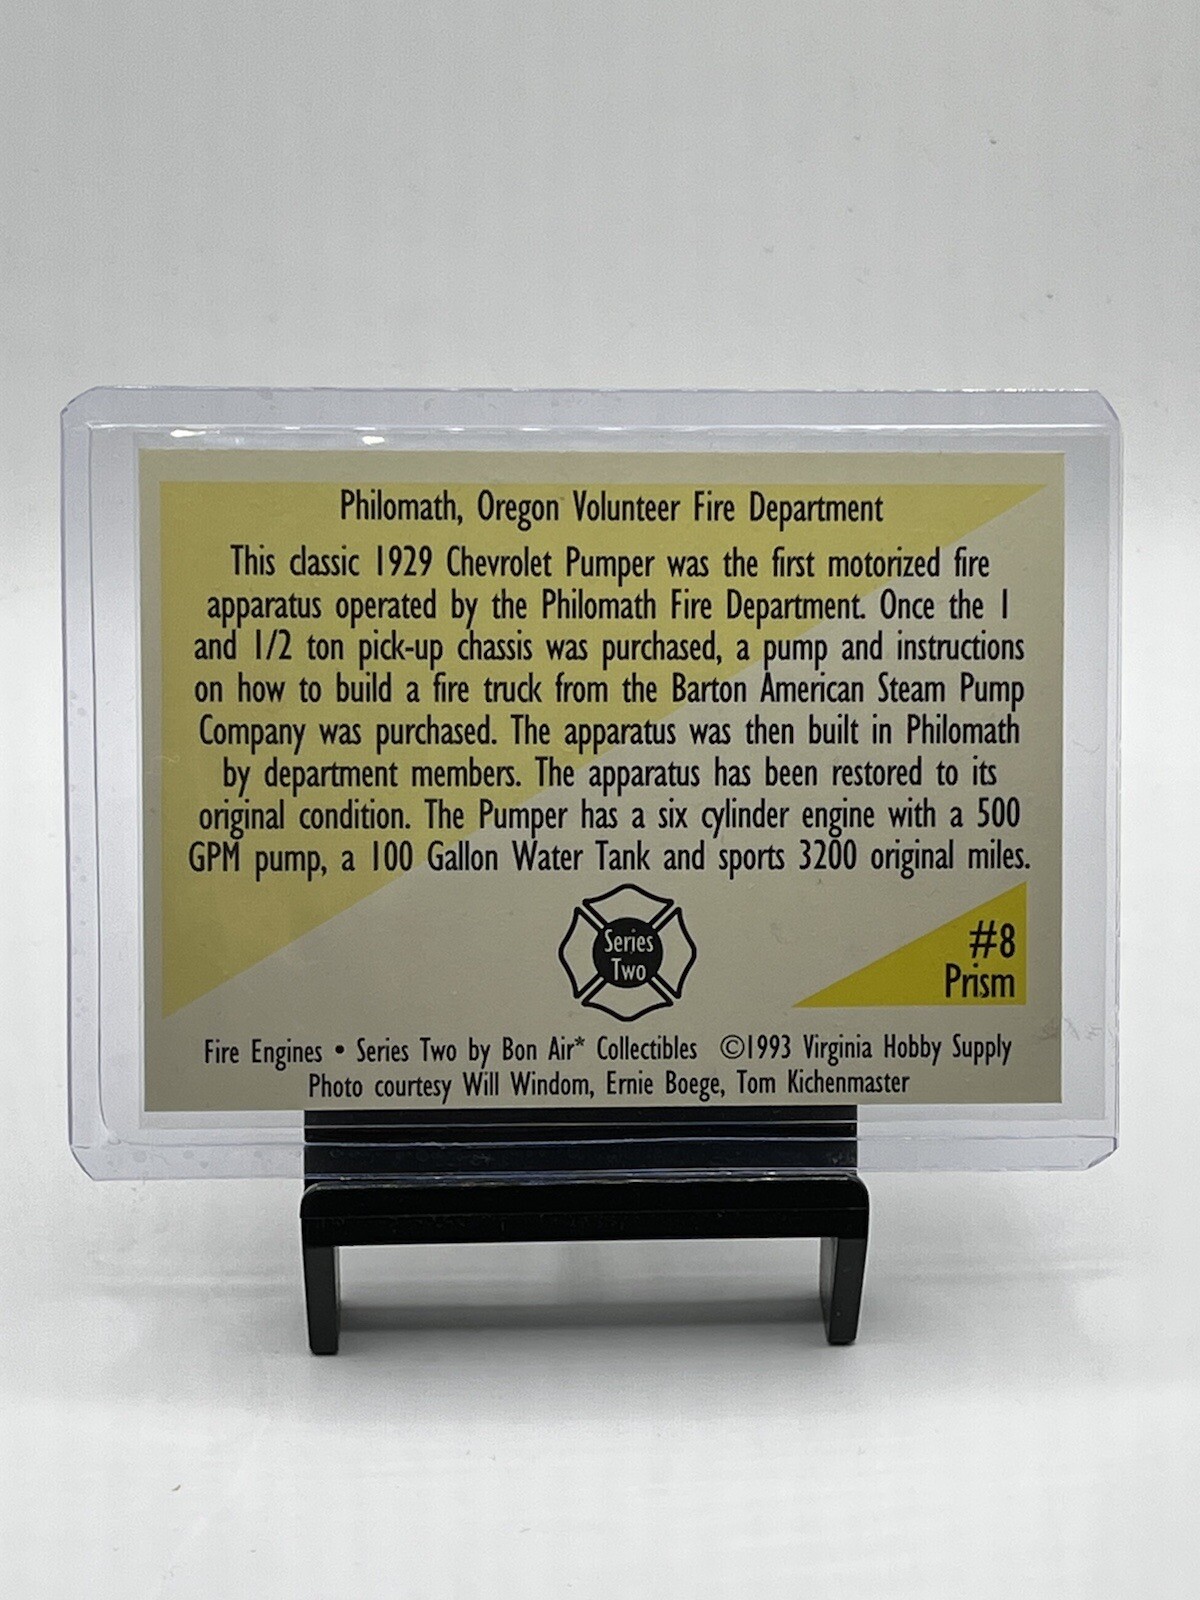 Philomath, Oregon Volunteer Fire Department
This classic 1929 Chevrolet Pumper was the first motorized fire
apparatus operated by the Philomath Fire Department. Once the 1
and 1/2 ton pick-up chassis was purchased, a pump and instructions
on how to build a fire truck from the Barton American Steam Pump
Company was purchased. The apparatus was then built in Philomath
by department members. The apparatus has been restored to its
original condition. The Pumper has a six cylinder engine with a 500
GPM pump, a 100 Gallon Water Tank and sports 3200 original miles.
Series
Two
#8
Prism
Fire Engines • Series Two by Bon Air* Collectibles ©1993 Virginia Hobby Supply
Photo courtesy Will Windom, Ernie Boege, Tom Kichenmaster